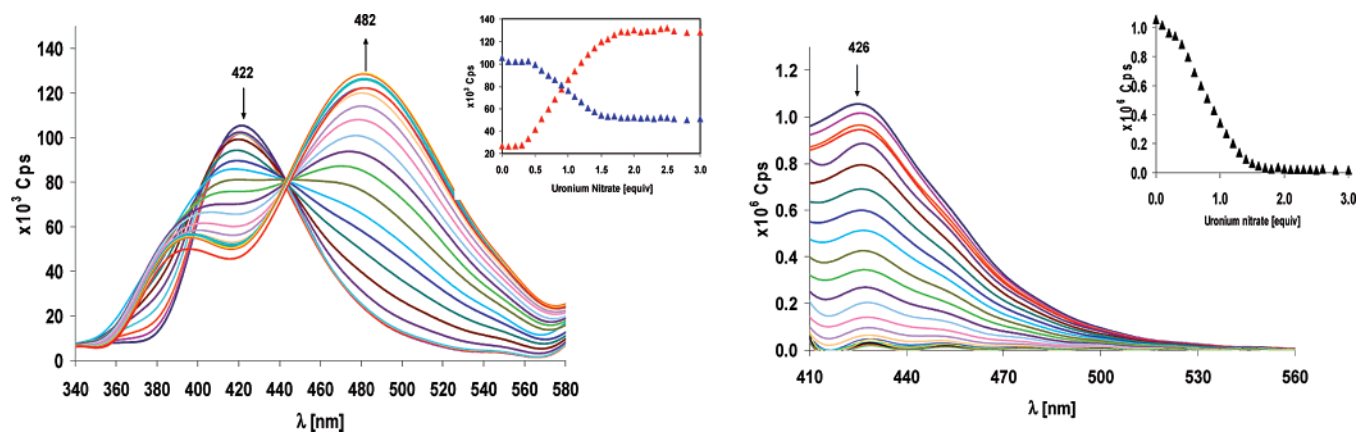 140
120
100
80
60
40
20
0
x10³ Cps
422
482
340 360 380 400 420 440 460 480 500 520 540 560 580
λ [nm]
140
120
100
80
60
40
20
x10³ Cps
0.0 0.5 1.0 1.5 2.0 2.5 3.0
Uronium Nitrate [equiv]
1.2
1.0
0.8
0.6
0.4
0.2
0.0
x10⁶ Cps
426
410 440 470 500 530 560
λ [nm]
1.0
0.8
0.6
0.4
0.2
0.0
x10⁶ Cps
0.0 1.0 2.0 3.0
Uronium nitrate [equiv]